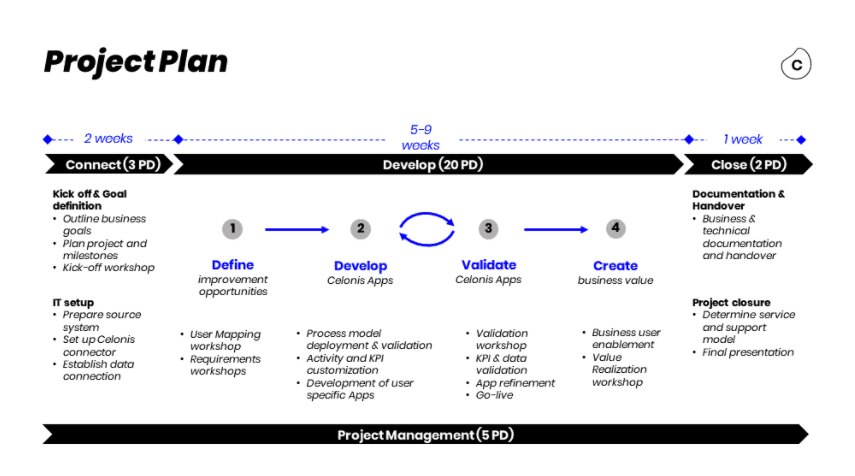 Project Plan
C
2 weeks
5-9
weeks
1 week
Connect (3 PD)
Develop (20 PD)
Close (2 PD)
Kick off & Goal
definition
• Outline business
goals
• Plan project and
milestones
• Kick-off workshop
IT setup
• Prepare source
system
• Set up Celonis
connector
• Establish data
connection
1
Define
improvement
opportunities
• User Mapping
workshop
• Requirements
workshops
2
Develop
Celonis Apps
• Process model
deployment & validation
• Activity and KPI
customization
• Development of user
specific Apps
3
Validate
Celonis Apps
• Validation
workshop
• KPI & data
validation
• App refinement
• Go-live
4
Create
business value
• Business user
enablement
• Value
Realization
workshop
Documentation &
Handover
• Business &
technical
documentation
and handover
Project closure
• Determine service
and support
model
• Final presentation
Project Management (5 PD)